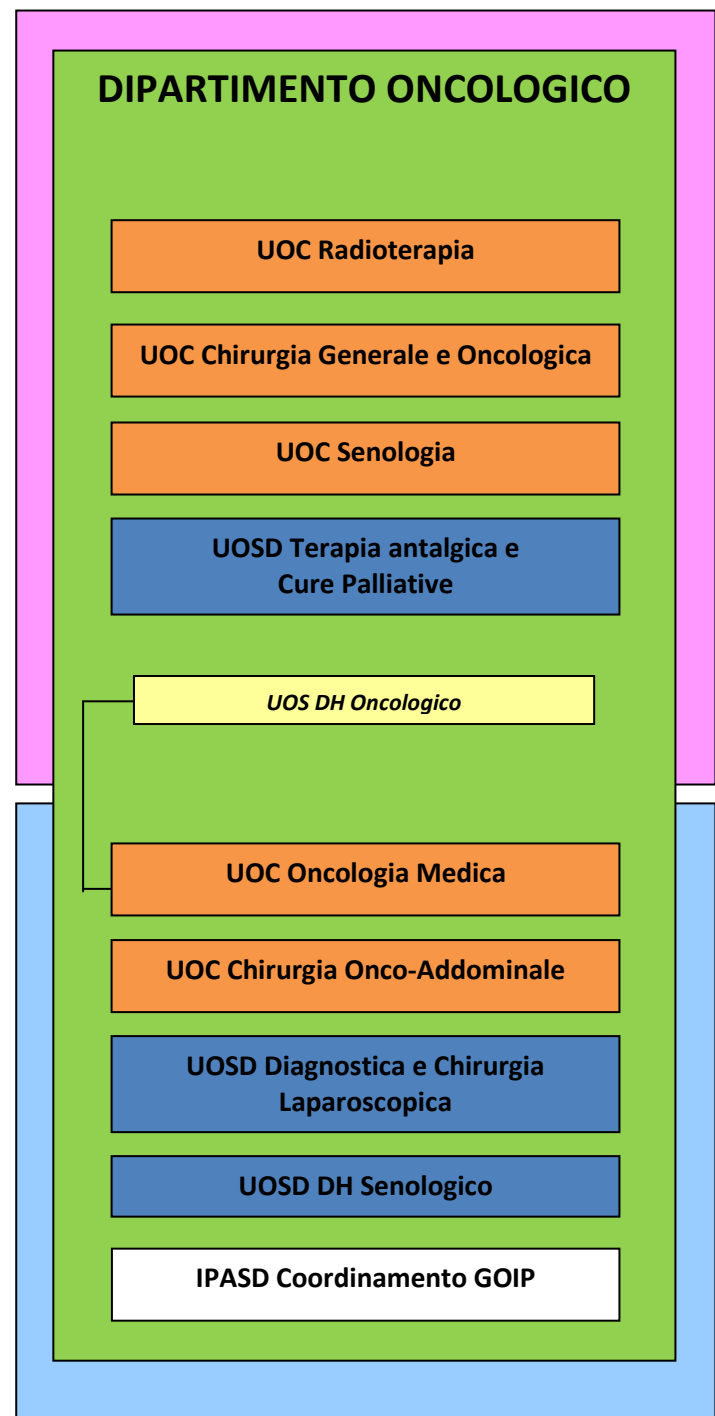 DIPARTIMENTO ONCOLOGICO
UOC Radioterapia
UOC Chirurgia Generale e Oncologica
UOC Senologia
UOSD Terapia antalgica e
Cure Palliative
UOS DH Oncologico
UOC Oncologia Medica
UOC Chirurgia Onco-Addominale
UOSD Diagnostica e Chirurgia
Laparoscopica
UOSD DH Senologico
IPASD Coordinamento GOIP